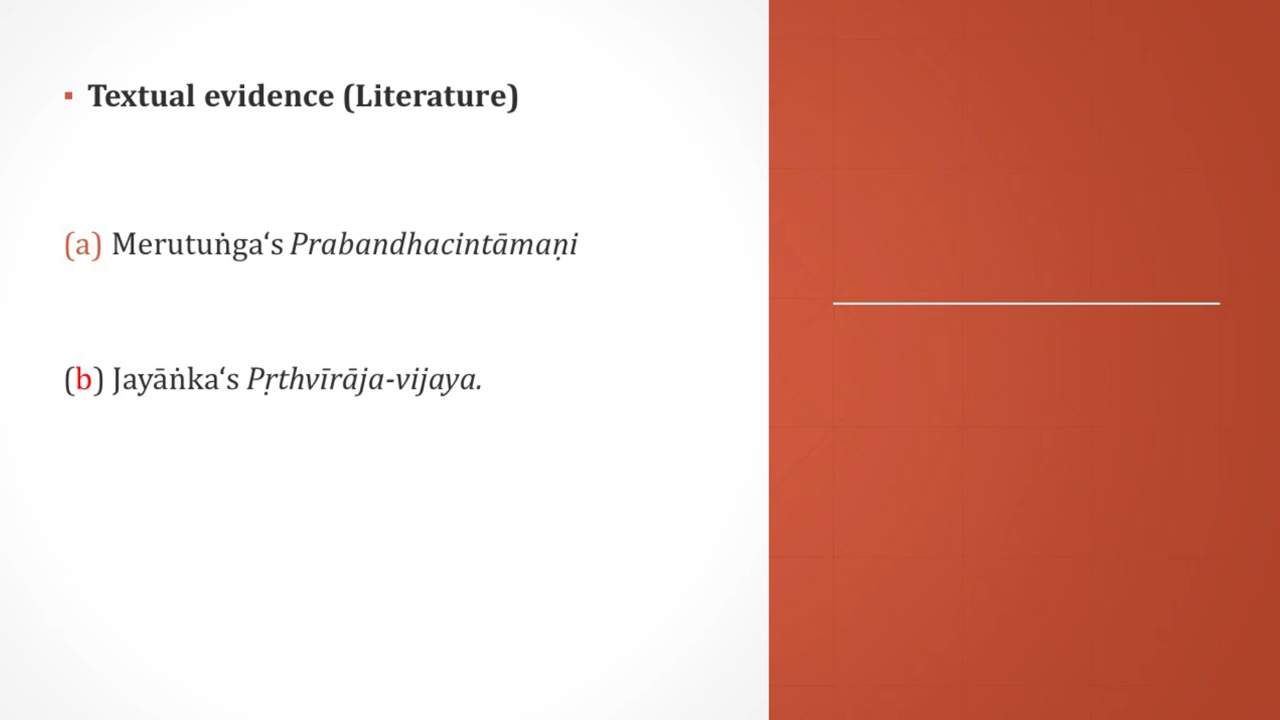 ▪ Textual evidence (Literature)
(a) Merutuṅga‘s Prabandhacintāmaṇi
(b) Jayāṅka‘s Pṛthvīrāja-vijaya.